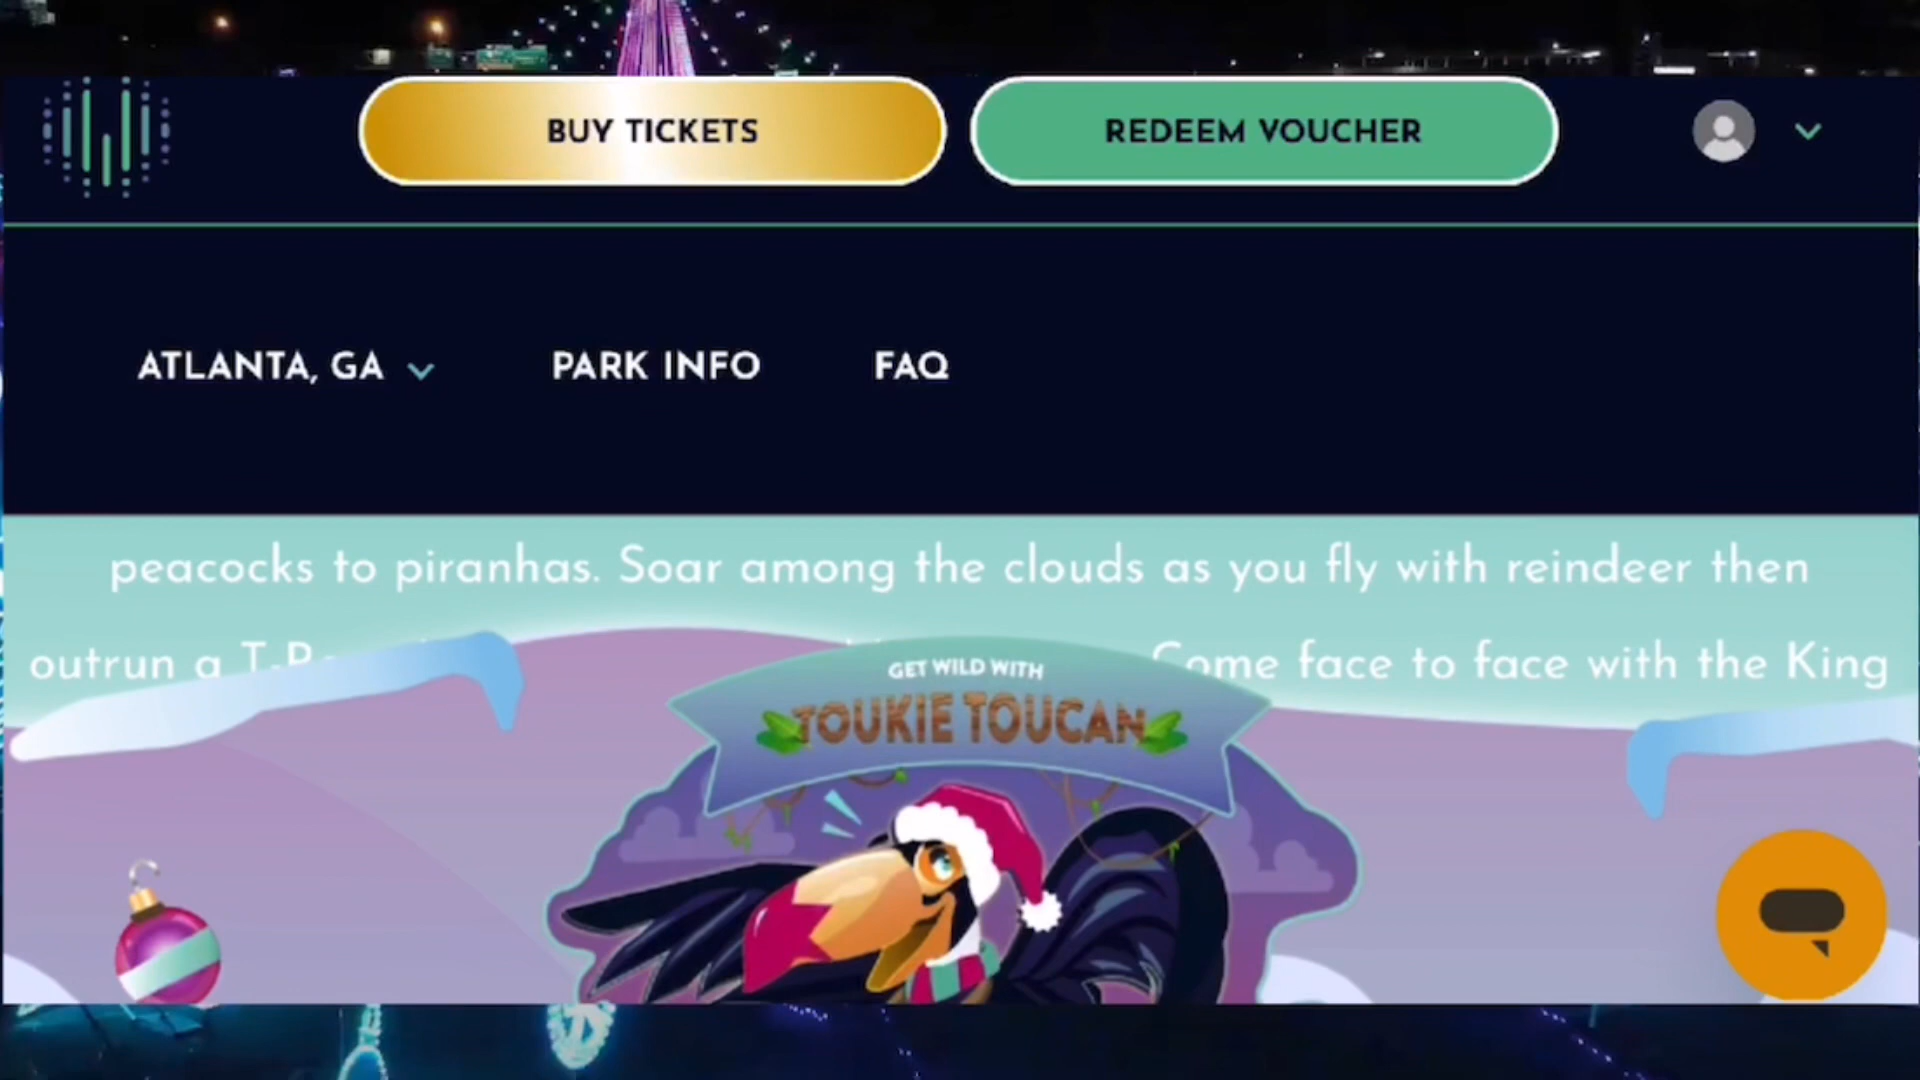 BUY TICKETS
REDEEM VOUCHER
ATLANTA, GA
PARK INFO
FAQ
peacocks to piranhas. Soar among the clouds as you fly with reindeer then
outrun a Come face to face with the King
GET WILD WITH
TOUKIE TOUCAN